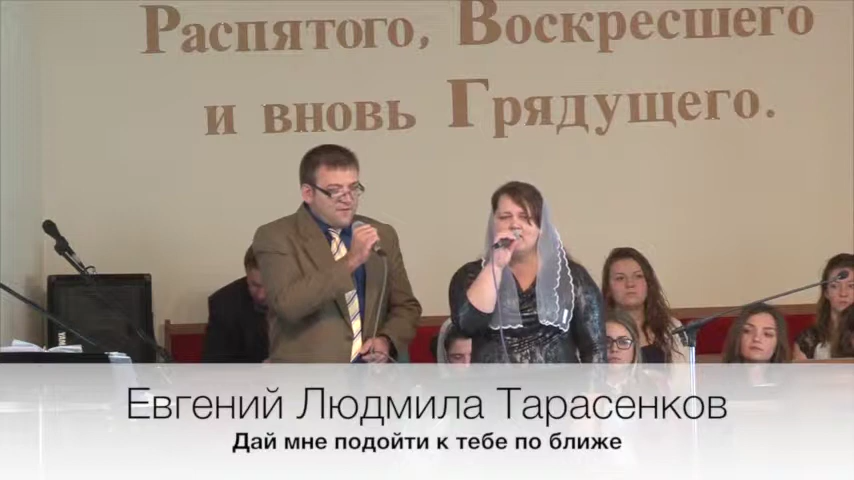 Распятого, Воскресшего
и вновь Грядущего.
Евгений Людмила Тарасенков
Дай мне подойти к тебе по ближе